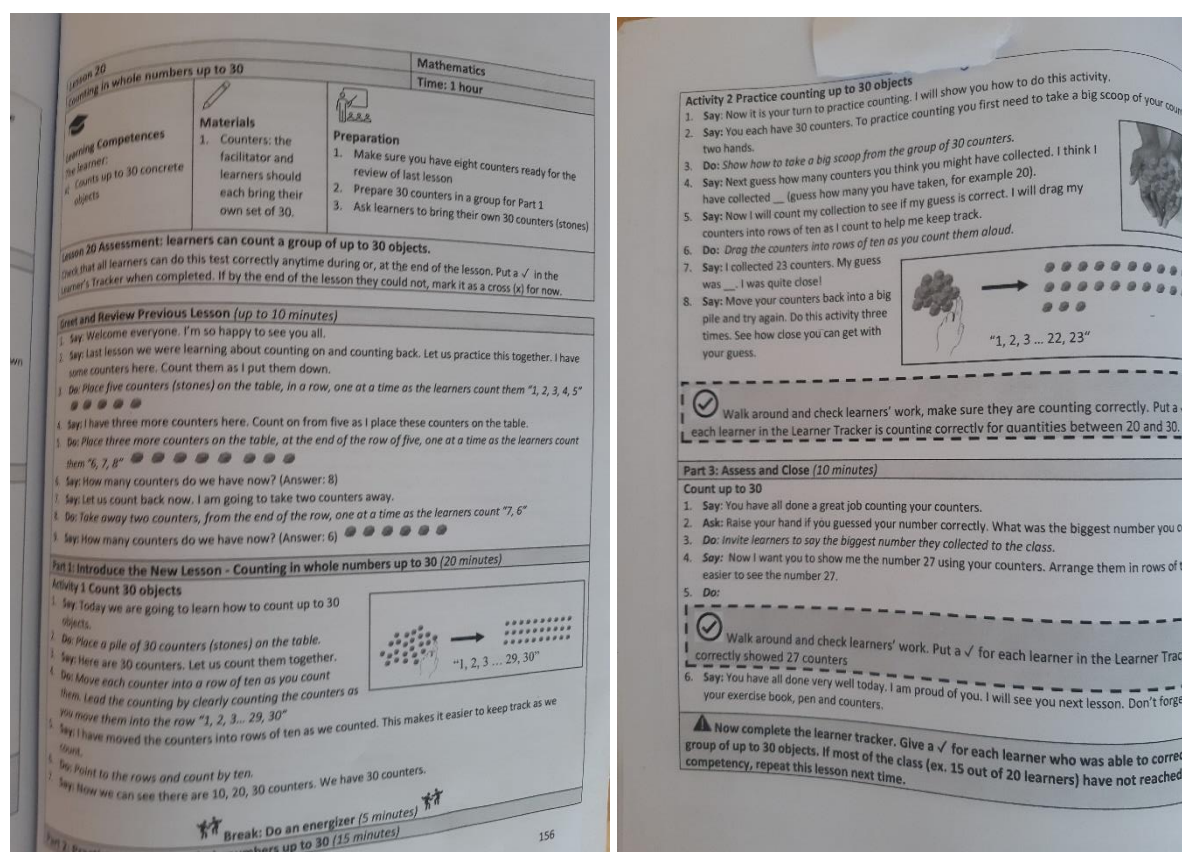 Lesson 20
Counting in whole numbers up to 30
Mathematics
Time: 1 hour
Learning Competences
The learner:
Counts up to 30 concrete
objects
Materials
1. Counters: the
facilitator and
learners should
each bring their
own set of 30.
Preparation
1. Make sure you have eight counters ready for the
review of last lesson
2. Prepare 30 counters in a group for Part 1
3. Ask learners to bring their own 30 counters (stones)
Lesson 20 Assessment: learners can count a group of up to 30 objects.
Check that all learners can do this test correctly anytime during or, at the end of the lesson. Put a √ in the
Learner's Tracker when completed. If by the end of the lesson they could not, mark it as a cross (x) for now.
Greet and Review Previous Lesson (up to 10 minutes)
1. Say: Welcome everyone. I'm so happy to see you all.
2. Say: Last lesson we were learning about counting on and counting back. Let us practice this together. I have
some counters here. Count them as I put them down.
3. Do: Place five counters (stones) on the table, in a row, one at a time as the learners count them "1, 2, 3, 4, 5"
4. Say: I have three more counters here. Count on from five as I place these counters on the table.
5. Do: Place three more counters on the table, at the end of the row of five, one at a time as the learners count
them "6, 7, 8"
6. Say: How many counters do we have now? (Answer: 8)
7. Say: Let us count back now. I am going to take two counters away.
8. Do: Take away two counters, from the end of the row, one at a time as the learners count "7, 6"
9. Say: How many counters do we have now? (Answer: 6)
Part 1: Introduce the New Lesson - Counting in whole numbers up to 30 (20 minutes)
Activity 1 Count 30 objects
1. Say: Today we are going to learn how to count up to 30
objects.
2. Do: Place a pile of 30 counters (stones) on the table.
3. Say: Here are 30 counters. Let us count them together.
4. Do: Move each counter into a row of ten as you count
them. Lead the counting by clearly counting the counters as
you move them into the row "1, 2, 3... 29, 30"
"1, 2, 3 ... 29, 30"
5. Say: I have moved the counters into rows of ten as we counted. This makes it easier to keep track as we
count.
6. Do: Point to the rows and count by ten.
7. Say: Now we can see there are 10, 20, 30 counters. We have 30 counters.
Break: Do an energizer (5 minutes)
numbers up to 30 (15 minutes)
156
Activity 2 Practice counting up to 30 objects
1. Say: Now it is your turn to practice counting. I will show you how to do this activity.
2. Say: You each have 30 counters. To practice counting you first need to take a big scoop of your
two hands.
3. Do: Show how to take a big scoop from the group of 30 counters.
4. Say: Next guess how many counters you think you might have collected. I think I
have collected __ (guess how many you have taken, for example 20).
5. Say: Now I will count my collection to see if my guess is correct. I will drag my
counters into rows of ten as I count to help me keep track.
6. Do: Drag the counters into rows of ten as you count them aloud.
7. Say: I collected 23 counters. My guess
was __. I was quite close!
8. Say: Move your counters back into a big
pile and try again. Do this activity three
times. See how close you can get with
your guess.
"1, 2, 3 ... 22, 23"
Walk around and check learners' work, make sure they are counting correctly. Put a
each learner in the Learner Tracker is counting correctly for quantities between 20 and 30.
Part 3: Assess and Close (10 minutes)
Count up to 30
1. Say: You have all done a great job counting your counters.
2. Ask: Raise your hand if you guessed your number correctly. What was the biggest number you
3. Do: Invite learners to say the biggest number they collected to the class.
4. Say: Now I want you to show me the number 27 using your counters. Arrange them in rows of
easier to see the number 27.
5. Do:
Walk around and check learners' work. Put a √ for each learner in the Learner
correctly showed 27 counters
6. Say: You have all done very well today. I am proud of you. I will see you next lesson. Don't
your exercise book, pen and counters.
Now complete the learner tracker. Give a √ for each learner who was able to
group of up to 30 objects. If most of the class (ex. 15 out of 20 learners) have not reached
competency, repeat this lesson next time.